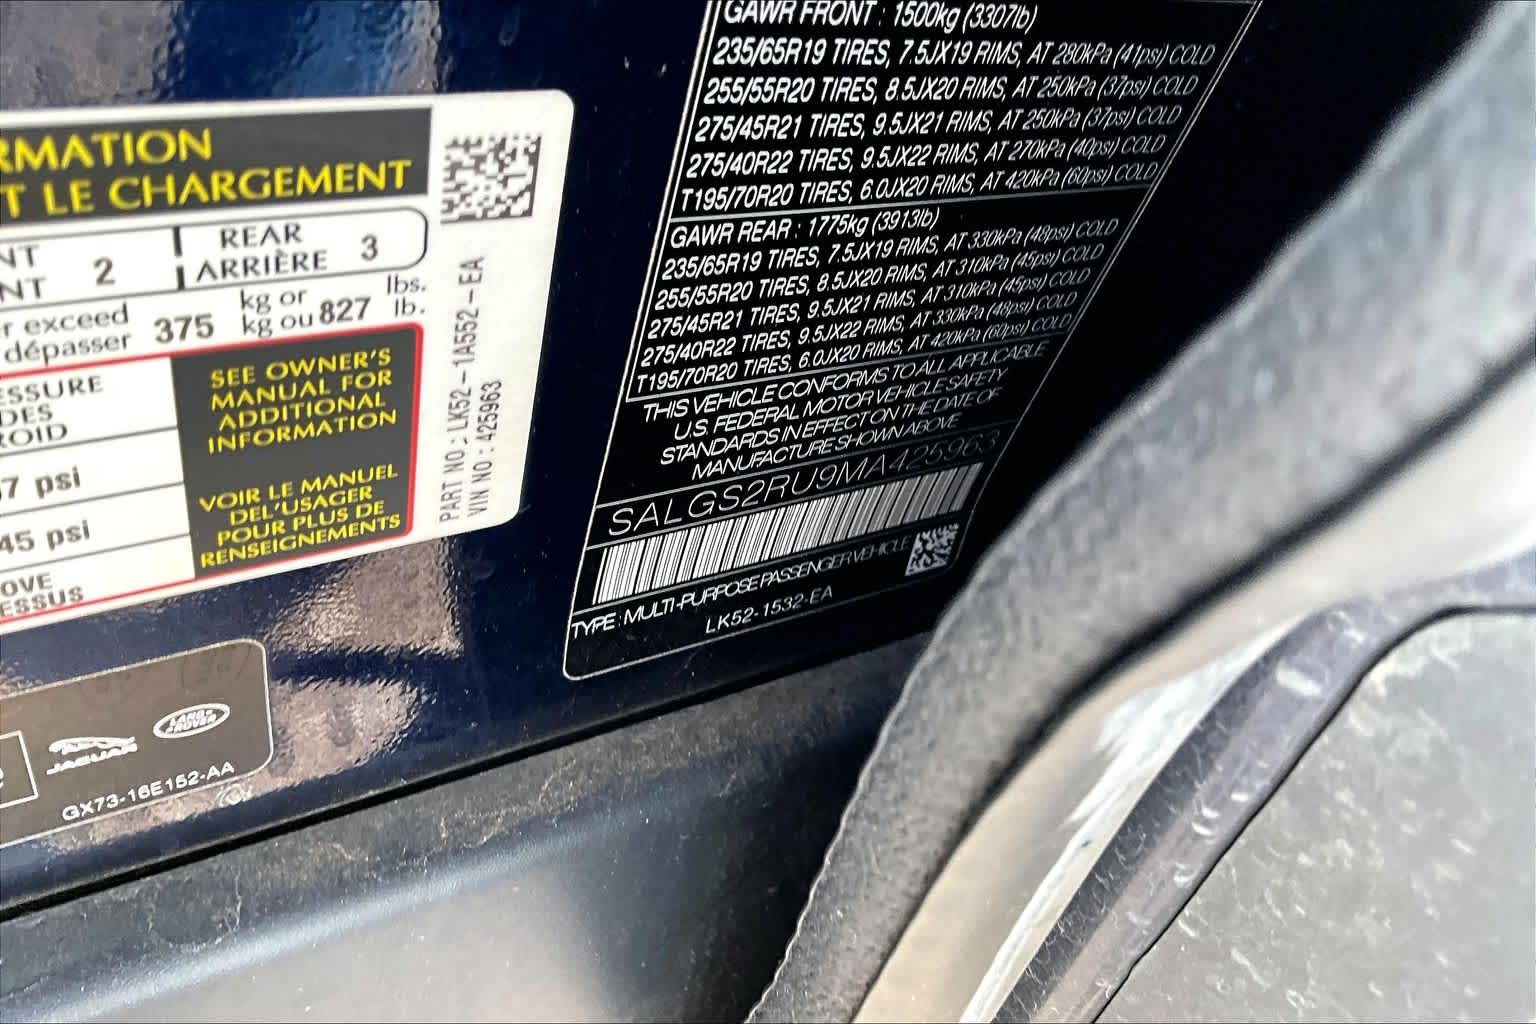 RMATION
T LE CHARGEMENT
NT 2 REAR 3
NT ARRIÈRE
r exceed 375 kg or 827 lbs.
dépasser kg ou lb.
ESSURE
DES
ROID
7 psi
45 psi
OVE
ESSUS
SEE OWNER'S
MANUAL FOR
ADDITIONAL
INFORMATION
VOIR LE MANUEL
DEL'USAGER
POUR PLUS DE
RENSEIGNEMENTS
PART NO : LK52-1A552-EA
VIN NO : 425963
GAWR FRONT : 1500kg (3307lb)
235/65R19 TIRES, 7.5JX19 RIMS, AT 280kPa (41psi) COLD
255/55R20 TIRES, 8.5JX20 RIMS, AT 250kPa (37psi) COLD
275/45R21 TIRES, 9.5JX21 RIMS, AT 250kPa (37psi) COLD
275/40R22 TIRES, 9.5JX22 RIMS, AT 270kPa (40psi) COLD
T195/70R20 TIRES, 6.0JX20 RIMS, AT 420kPa (60psi) COLD
GAWR REAR : 1775kg (3913lb)
235/65R19 TIRES, 7.5JX19 RIMS, AT 330kPa (48psi) COLD
255/55R20 TIRES, 8.5JX20 RIMS, AT 310kPa (45psi) COLD
275/45R21 TIRES, 9.5JX21 RIMS, AT 310kPa (45psi) COLD
275/40R22 TIRES, 9.5JX22 RIMS, AT 330kPa (48psi) COLD
T195/70R20 TIRES, 6.0JX20 RIMS, AT 420kPa (60psi) COLD
THIS VEHICLE CONFORMS TO ALL APPLICABLE
U.S. FEDERAL MOTOR VEHICLE SAFETY
STANDARDS IN EFFECT ON THE DATE OF
MANUFACTURE SHOWN ABOVE
SALGS2RU9MA425963
TYPE : MULTI-PURPOSE PASSENGER VEHICLE
LK52-1532-EA
LAND ROVER
JAGUAR
GX73-16E152-AA